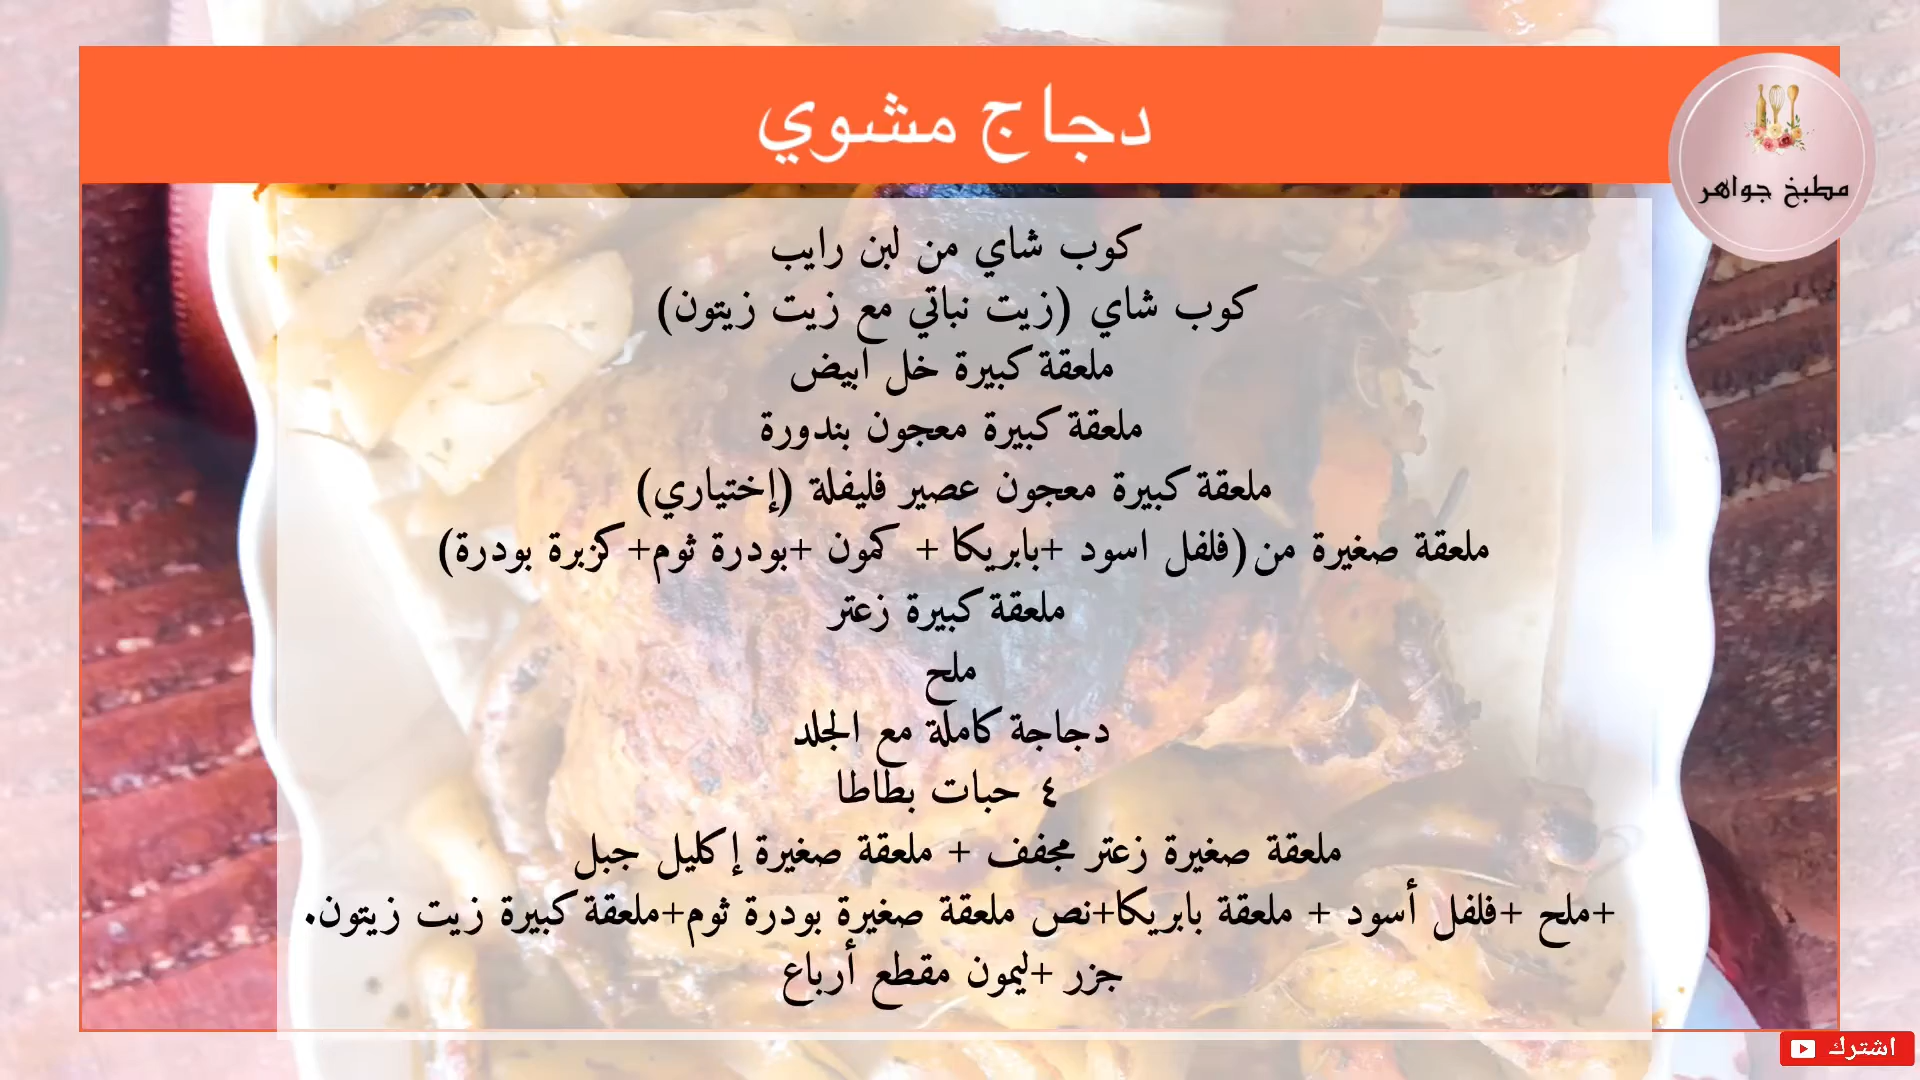 دجاج مشوي
مطبخ جواهر
كوب شاي من لبن رايب
كوب شاي (زيت نباتي مع زيت زيتون)
ملعقة كبيرة خل ابيض
ملعقة كبيرة معجون بندورة
ملعقة كبيرة معجون عصير فليفلة (إختياري)
ملعقة صغيرة من (فلفل اسود +بابريكا + كمون +بودرة ثوم+ كزبرة بودرة)
ملعقة كبيرة زعتر
ملح
دجاجة كاملة مع الجلد
٤ حبات بطاطا
ملعقة صغيرة زعتر مجفف + ملعقة صغيرة إكليل جبل
+ملح +فلفل أسود + ملعقة بابريكا+نص ملعقة صغيرة بودرة ثوم+ملعقة كبيرة زيت زيتون.
جزر +ليمون مقطع أرباع
اشترك